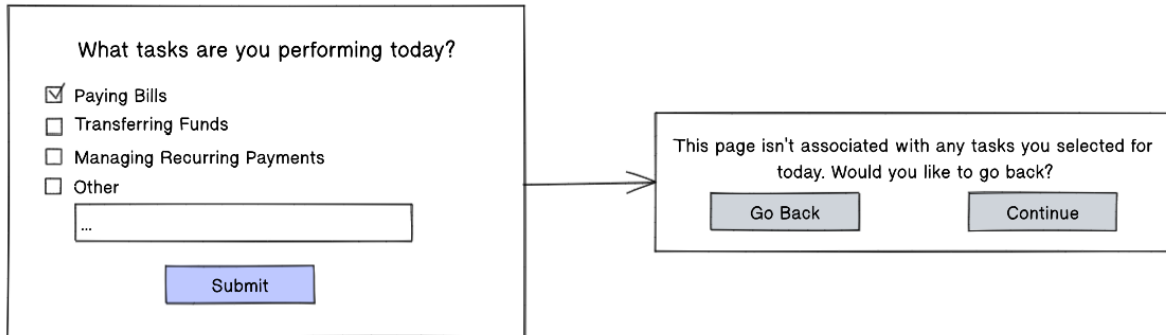 What tasks are you performing today?
Paying Bills
Transferring Funds
Managing Recurring Payments
Other
...
Submit
This page isn't associated with any tasks you selected for
today. Would you like to go back?
Go Back
Continue